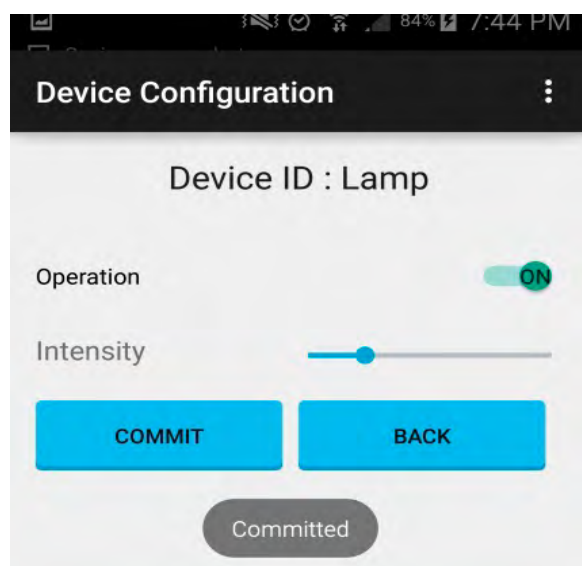 84% 7:44 PM
Device Configuration
Device ID : Lamp
Operation ON
Intensity
COMMIT BACK
Committed